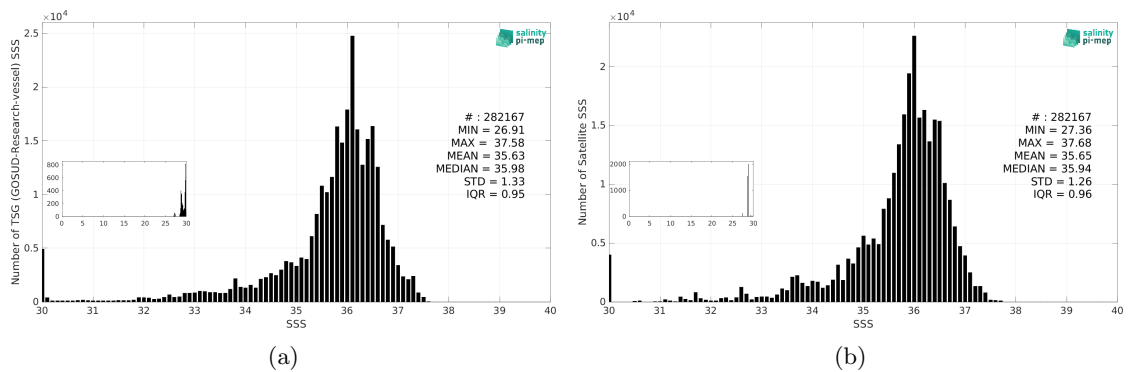 ×10⁴
2.5
2
1.5
1
0.5
0
Number of TSG (GOSUD-Research-vessel) SSS
salinity
pi-mep
# : 282167
MIN = 26.91
MAX = 37.58
MEAN = 35.63
MEDIAN = 35.98
STD = 1.33
IQR = 0.95
800
600
400
200
0
0 5 10 15 20 25 30
30 31 32 33 34 35 36 37 38 39 40
SSS
(a)
×10⁴
2
1.5
1
0.5
0
Number of Satellite SSS
salinity
pi-mep
# : 282167
MIN = 27.36
MAX = 37.68
MEAN = 35.65
MEDIAN = 35.94
STD = 1.26
IQR = 0.96
2000
1000
0
0 5 10 15 20 25 30
30 31 32 33 34 35 36 37 38 39 40
SSS
(b)